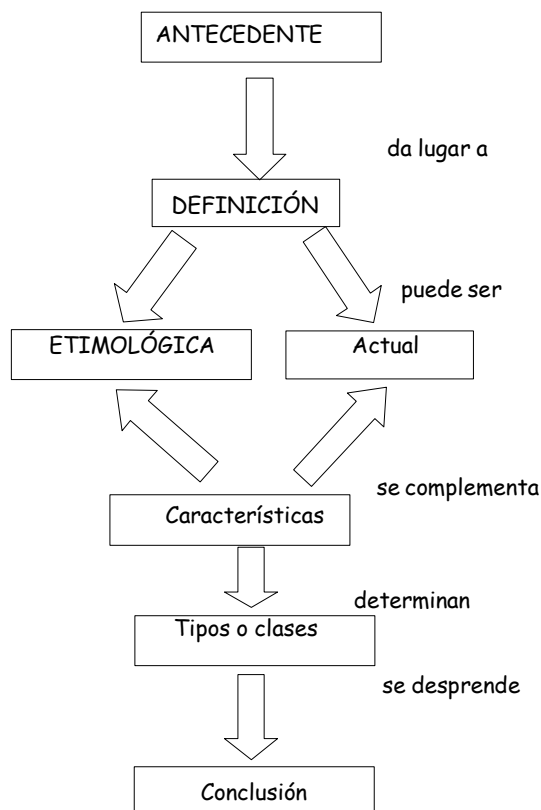 ANTECEDENTE
da lugar a
DEFINICIÓN
puede ser
ETIMOLÓGICA
Actual
se complementa
Características
determinan
Tipos o clases
se desprende
Conclusión